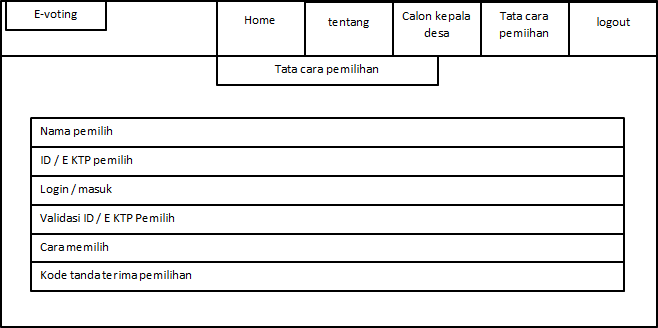 E-voting
Home
tentang
Calon kepala
desa
Tata cara
pemiihan
logout
Tata cara pemilihan
Nama pemilih
ID / E KTP pemilih
Login / masuk
Validasi ID / E KTP Pemilih
Cara memilih
Kode tanda terima pemilihan